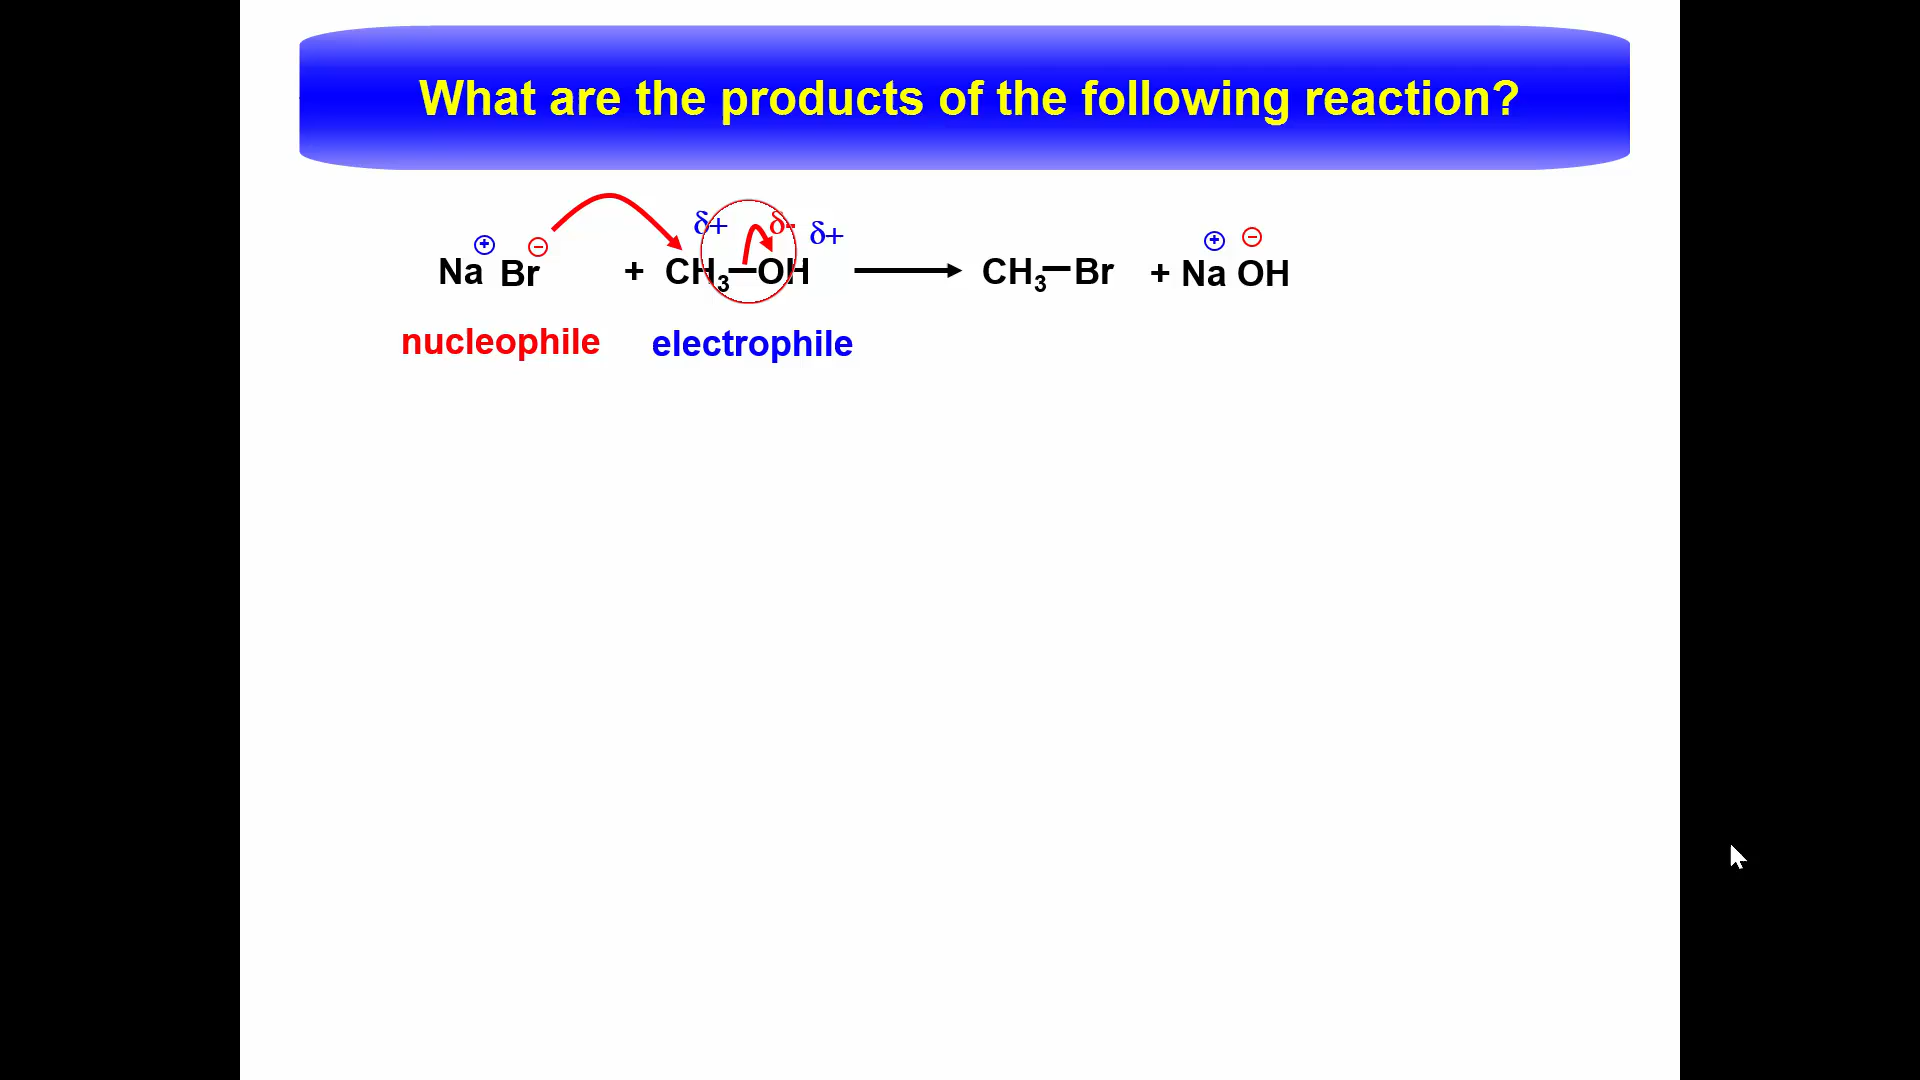 What are the products of the following reaction?
δ+ δ- δ+
Na⊕ Br⊖ + CH₃—OH ⟶ CH₃—Br + Na⊕ OH⊖
nucleophile electrophile